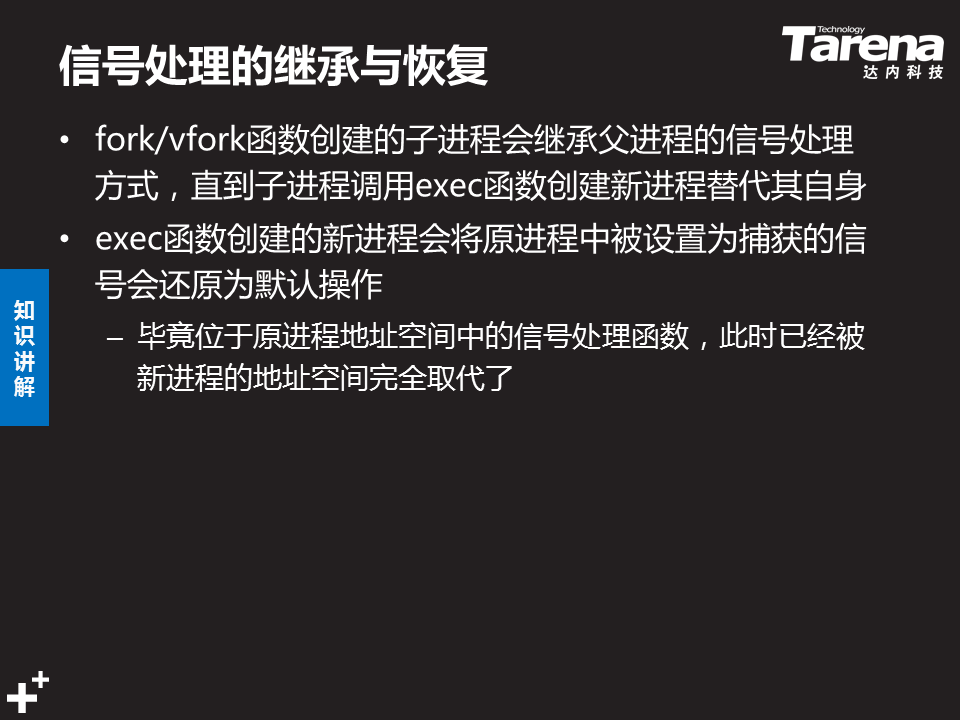 信号处理的继承与恢复
Technology
Tarena
达内科技
• fork/vfork函数创建的子进程会继承父进程的信号处理
方式，直到子进程调用exec函数创建新进程替代其自身
• exec函数创建的新进程会将原进程中被设置为捕获的信
号会还原为默认操作
– 毕竟位于原进程地址空间中的信号处理函数，此时已经被
新进程的地址空间完全取代了
知
识
讲
解